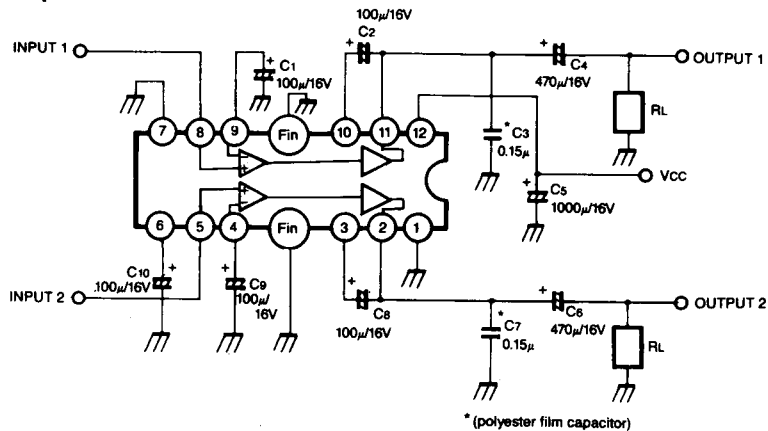 100μ/16V
C2
INPUT 1
+
C1
100μ/16V
+
+
C4
470μ/16V
OUTPUT 1
RL
7
8
9
Fin
10
11
12
* C3
0.15μ
VCC
+
C5
1000μ/16V
6
5
4
Fin
3
2
1
C10
100μ/16V
+
+
C9
100μ/
16V
INPUT 2
+
C8
100μ/16V
*
C7
0.15μ
+
C6
470μ/16V
OUTPUT 2
RL
* (polyester film capacitor)